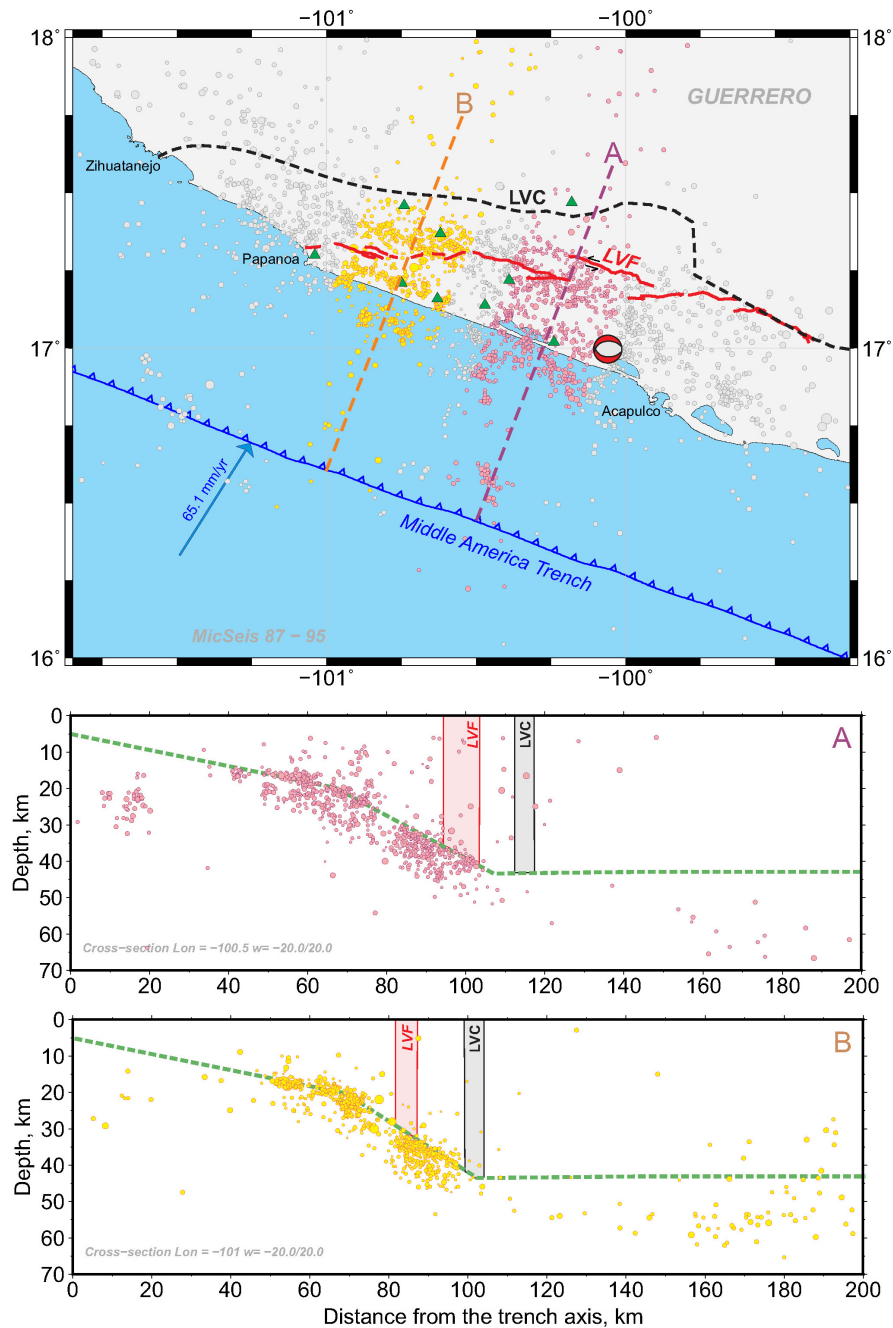 −101˚ −100˚
18˚ 18˚
B
GUERRERO
A
Zihuatanejo
LVC
LVF
Papanoa
17˚ 17˚
Acapulco
65.1 mm/yr
Middle America Trench
MicSeis 87 − 95
16˚ 16˚
−101˚ −100˚
0
10
20
30
40
50
60
70
Depth, km
LVF
LVC
A
Cross−section Lon = −100.5 w= −20.0/20.0
0 20 40 60 80 100 120 140 160 180 200
0
10
20
30
40
50
60
70
Depth, km
LVF
LVC
B
Cross−section Lon = −101 w= −20.0/20.0
0 20 40 60 80 100 120 140 160 180 200
Distance from the trench axis, km